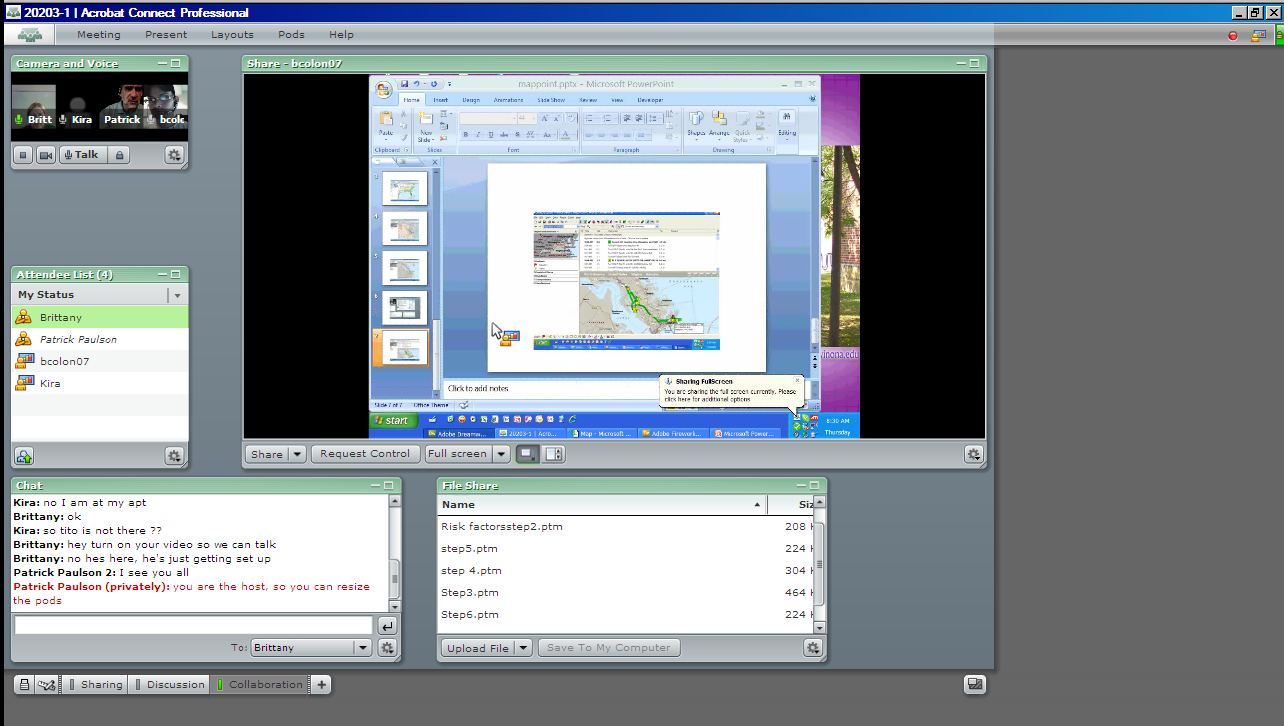 20203-1 | Acrobat Connect Professional
Meeting Present Layouts Pods Help
Camera and Voice
Britt Kira Patrick bcolc
Talk
Attendee List (4)
My Status
Brittany
Patrick Paulson
bcolon07
Kira
Share - bcolon07
mappoint.pptx - Microsoft PowerPoint
Home Insert Design Animations Slide Show Review View Developer
Paste New Slide Shapes Arrange Quick Styles Editing
Clipboard Slides Font Paragraph Drawing
Click to add notes
Slide 7 of 7 Office Theme
Sharing FullScreen
You are sharing the full screen currently. Please
click here for additional options
inona.edu
start
8:30 AM
Thursday
Adobe Dreamw... 20203-1 | Acro... Map - Microsoft ... Adobe Firework... Microsoft Power...
Share Request Control Full screen
Chat
Kira: no I am at my apt
Brittany: ok
Kira: so tito is not there ??
Brittany: hey turn on your video so we can talk
Brittany: no hes here, he's just getting set up
Patrick Paulson 2: I see you all
Patrick Paulson (privately): you are the host, so you can resize
the pods
To: Brittany
File Share
Name Siz
Risk factorsstep2.ptm 208
step5.ptm 224
step 4.ptm 304
Step3.ptm 464
Step6.ptm 224
Upload File Save To My Computer
Sharing Discussion Collaboration +